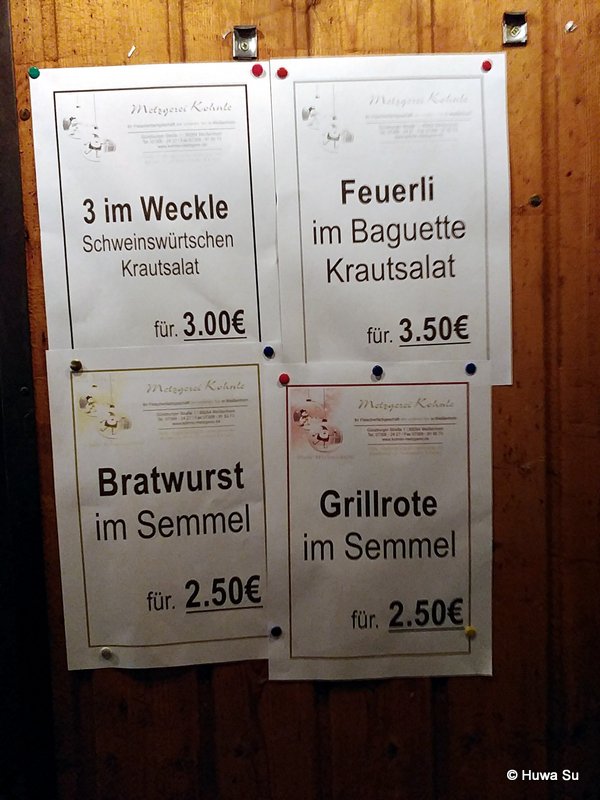 Metzgerei Kohnle
3 im Weckle
Schweinswürtschen
Krautsalat
für. 3.00€
Metzgerei Kohnle
Feuerli
im Baguette
Krautsalat
für. 3.50€
Metzgerei Kohnle
Bratwurst
im Semmel
für. 2.50€
Metzgerei Kohnle
Grillrote
im Semmel
für. 2.50€
© Huwa Su